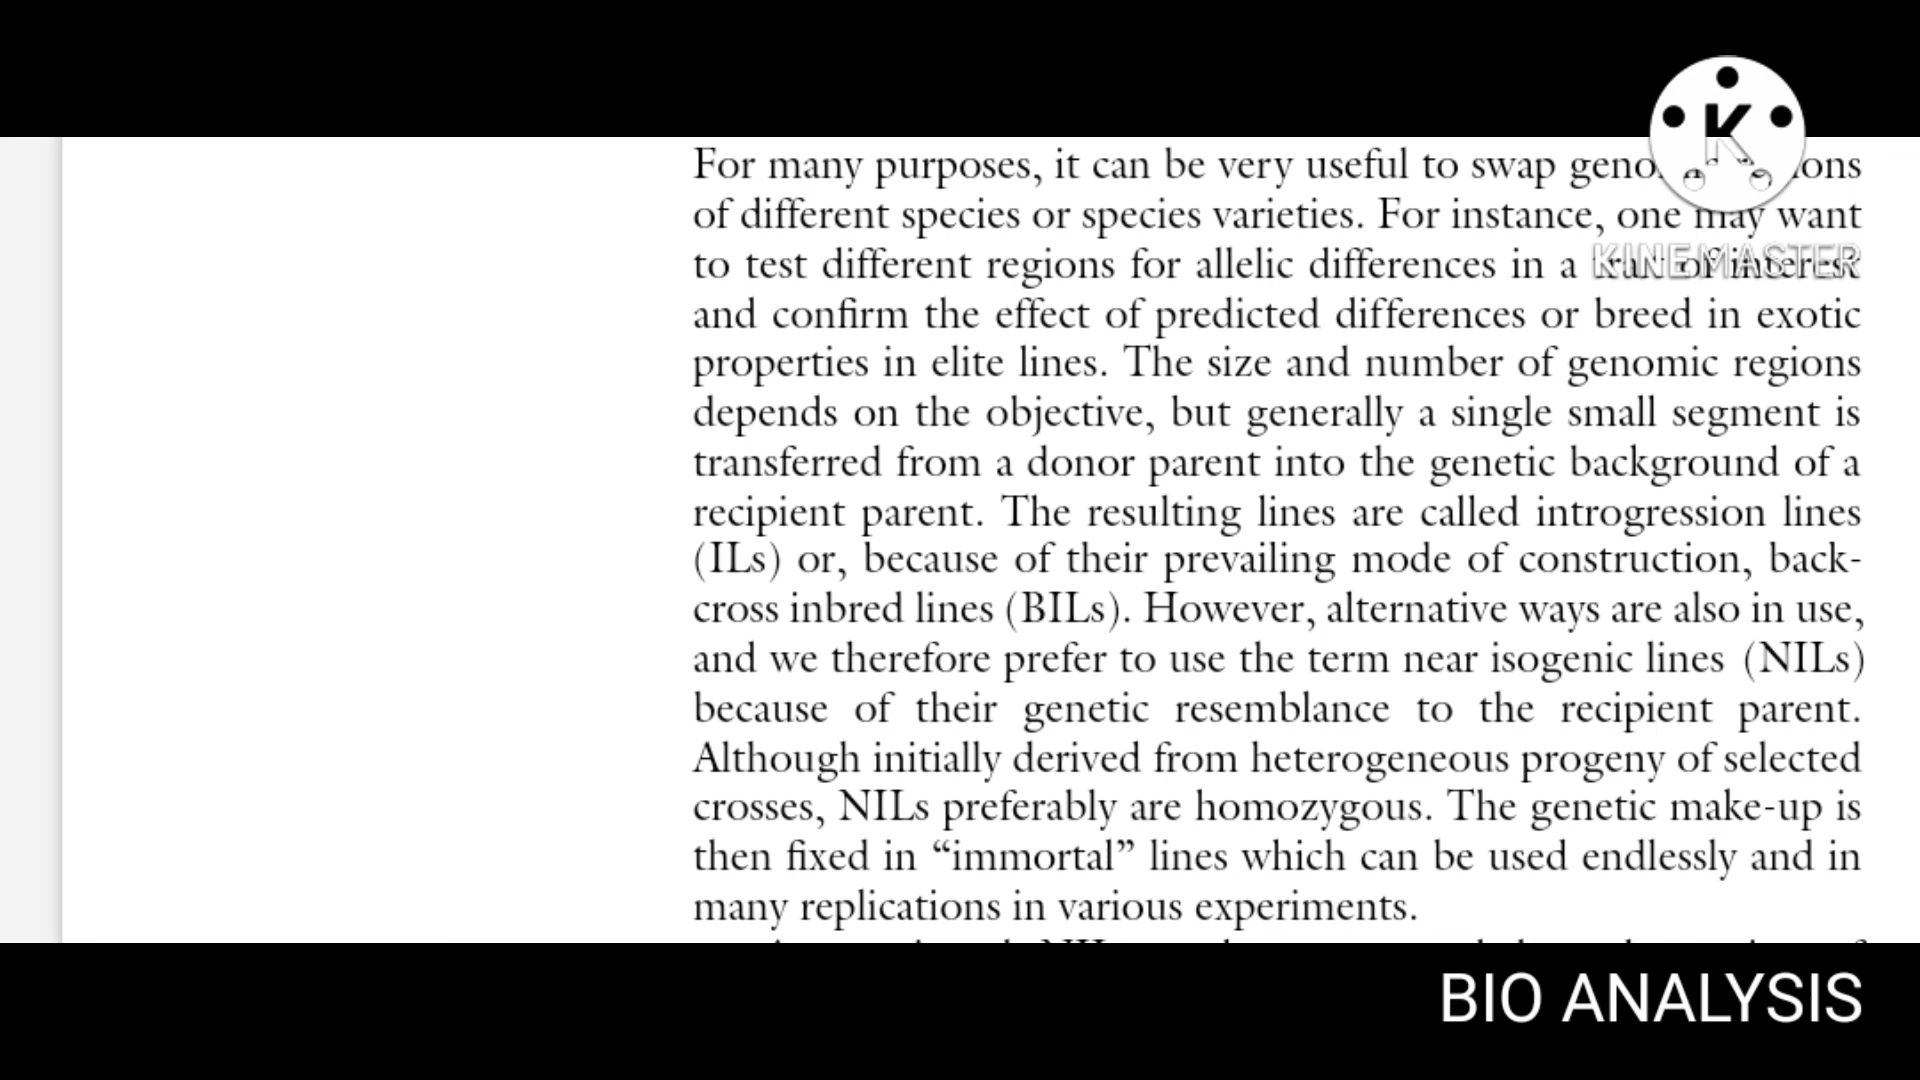 For many purposes, it can be very useful to swap
of different species or species varieties. For instance, one may want
to test different regions for allelic differences in a
KINEMASTER
and confirm the effect of predicted differences or breed in exotic
properties in elite lines. The size and number of genomic regions
depends on the objective, but generally a single small segment is
transferred from a donor parent into the genetic background of a
recipient parent. The resulting lines are called introgression lines
(ILs) or, because of their prevailing mode of construction, back-
cross inbred lines (BILs). However, alternative ways are also in use,
and we therefore prefer to use the term near isogenic lines (NILs)
because of their genetic resemblance to the recipient parent.
Although initially derived from heterogeneous progeny of selected
crosses, NILs preferably are homozygous. The genetic make-up is
then fixed in “immortal” lines which can be used endlessly and in
many replications in various experiments.
BIO ANALYSIS